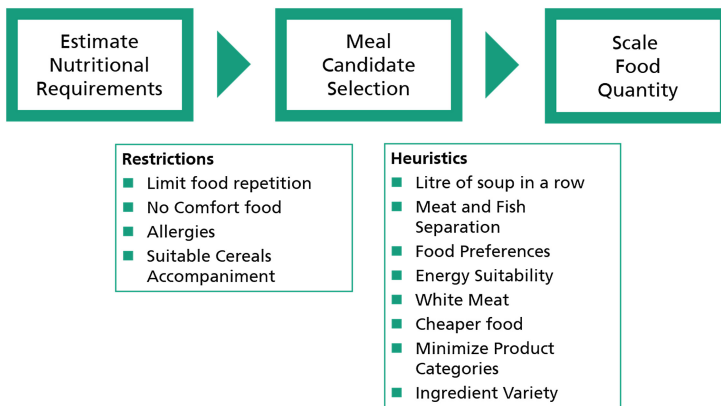 Estimate
Nutritional
Requirements
Meal
Candidate
Selection
Scale
Food
Quantity
Restrictions
Limit food repetition
No Comfort food
Allergies
Suitable Cereals
Accompaniment
Heuristics
Litre of soup in a row
Meat and Fish
Separation
Food Preferences
Energy Suitability
White Meat
Cheaper food
Minimize Product
Categories
Ingredient Variety